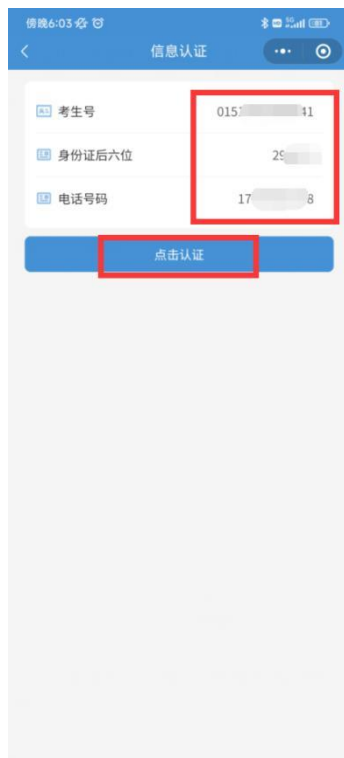 傍晚6:03
信息认证
考生号 015 41
身份证后六位 29
电话号码 17 8
点击认证